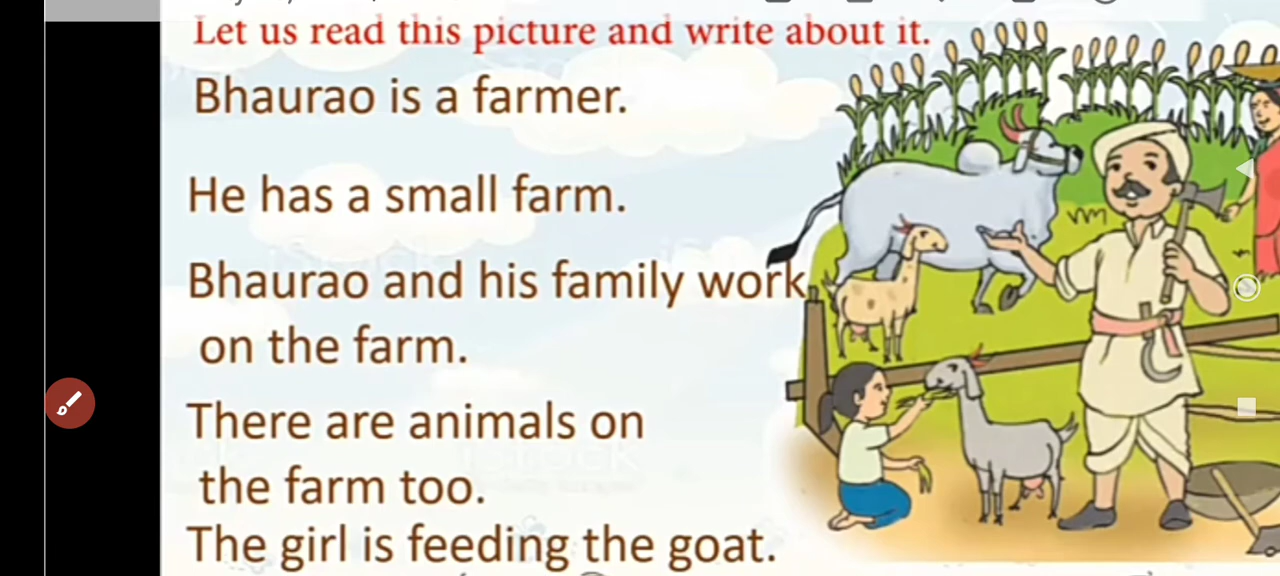 Let us read this picture and write about it.
Bhaurao is a farmer.
He has a small farm.
Bhaurao and his family work
on the farm.
There are animals on
the farm too.
The girl is feeding the goat.